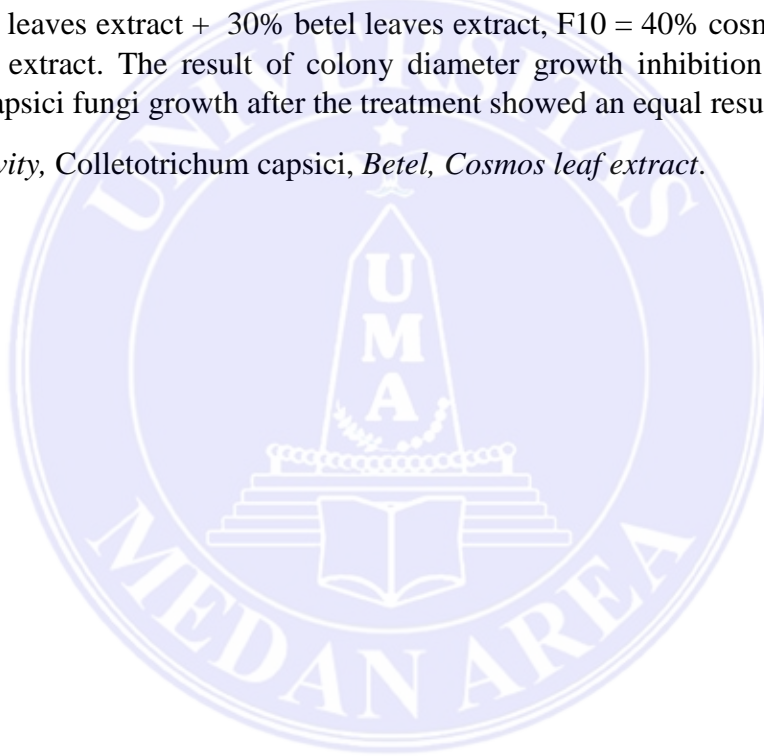 leaves extract + 30% betel leaves extract, F10 = 40% cosm
extract. The result of colony diameter growth inhibition
apsici fungi growth after the treatment showed an equal resu
vity, Colletotrichum capsici, Betel, Cosmos leaf extract.
UNIVERSITAS
UMA
MEDAN AREA